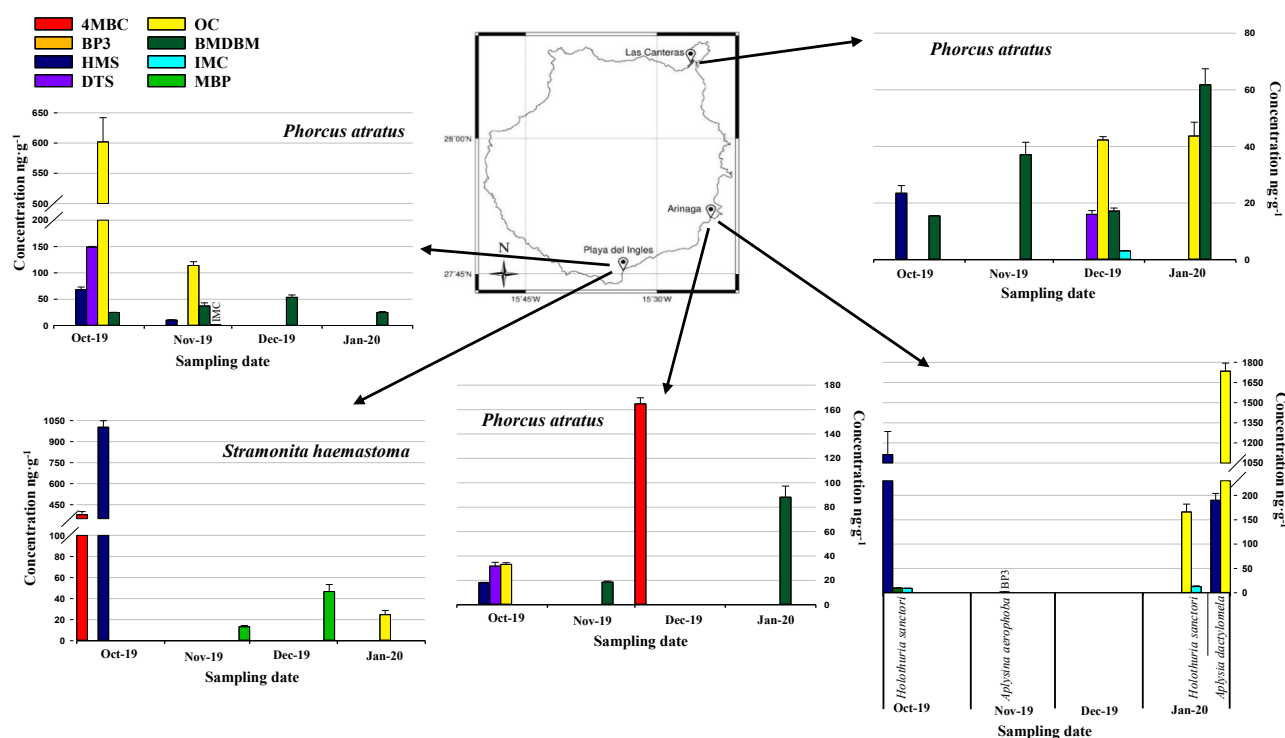 4MBC
OC
BP3
BMDBM
HMS
IMC
DTS
MBP
Phorcus atratus
Concentration ng·g⁻¹
650
600
550
500
200
150
100
50
0
IMC
Oct-19
Nov-19
Dec-19
Jan-20
Sampling date
Las Canteras
28°00'N
Arinaga
Playa del Ingles
N
27°45'N
15°45'W
15°30'W
Phorcus atratus
Concentration ng·g⁻¹
80
60
40
20
0
Oct-19
Nov-19
Dec-19
Jan-20
Sampling date
Stramonita haemastoma
Concentration ng·g⁻¹
1050
900
750
600
450
100
80
60
40
20
0
Oct-19
Nov-19
Dec-19
Jan-20
Sampling date
Phorcus atratus
Concentration ng·g⁻¹
180
160
140
120
100
80
60
40
20
0
Oct-19
Nov-19
Dec-19
Jan-20
Sampling date
Concentration ng·g⁻¹
1800
1700
1600
1500
1400
1300
1200
1100
1050
200
150
100
50
0
BP3
Holothuria sanctori
Aplysina aerophoba
Holothuria sanctori
Aplysia dactylomela
Oct-19
Nov-19
Dec-19
Jan-20
Sampling date